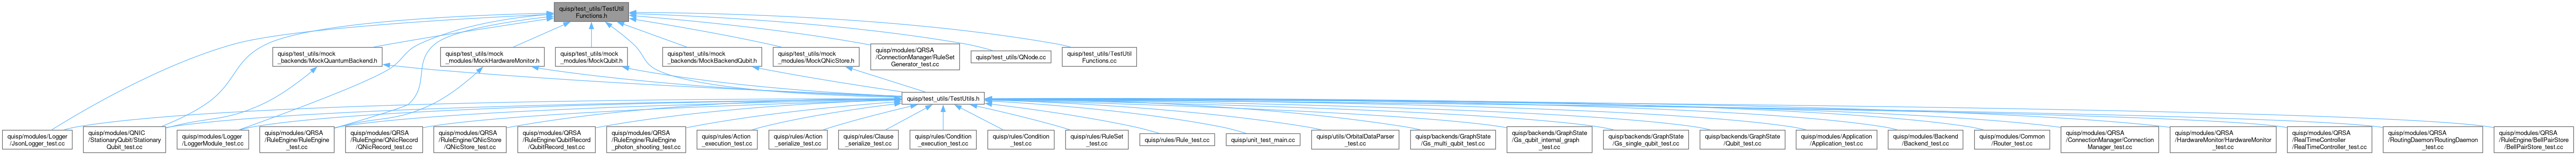 quisp/test_utils/TestUtil
Functions.h
quisp/test_utils/mock
_backends/MockQuantumBackend.h
quisp/test_utils/mock
_modules/MockHardwareMonitor.h
quisp/test_utils/mock
_modules/MockQubit.h
quisp/test_utils/mock
_backends/MockBackendQubit.h
quisp/test_utils/mock
_modules/MockQNicStore.h
quisp/modules/QRSA
/ConnectionManager/RuleSet
Generator_test.cc
quisp/test_utils/QNode.cc
quisp/test_utils/TestUtil
Functions.cc
quisp/test_utils/TestUtils.h
quisp/modules/Logger
/JsonLogger_test.cc
quisp/modules/QNIC
/StationaryQubit/Stationary
Qubit_test.cc
quisp/modules/Logger
/LoggerModule_test.cc
quisp/modules/QRSA
/RuleEngine/RuleEngine
_test.cc
quisp/modules/QRSA
/RuleEngine/QNicRecord
/QNicRecord_test.cc
quisp/modules/QRSA
/RuleEngine/QNicStore
/QNicStore_test.cc
quisp/modules/QRSA
/RuleEngine/QubitRecord
/QubitRecord_test.cc
quisp/modules/QRSA
/RuleEngine/RuleEngine
_photon_shooting_test.cc
quisp/rules/Action
_execution_test.cc
quisp/rules/Action
_serialize_test.cc
quisp/rules/Clause
_serialize_test.cc
quisp/rules/Condition
_execution_test.cc
quisp/rules/Condition
_test.cc
quisp/rules/RuleSet
_test.cc
quisp/rules/Rule_test.cc
quisp/unit_test_main.cc
quisp/utils/OrbitalDataParser
_test.cc
quisp/backends/GraphState
/Gs_multi_qubit_test.cc
quisp/backends/GraphState
/Gs_qubit_internal_graph
_test.cc
quisp/backends/GraphState
/Gs_single_qubit_test.cc
quisp/backends/GraphState
/Qubit_test.cc
quisp/modules/Application
/Application_test.cc
quisp/modules/Backend
/Backend_test.cc
quisp/modules/Common
/Router_test.cc
quisp/modules/QRSA
/ConnectionManager/Connection
Manager_test.cc
quisp/modules/QRSA
/HardwareMonitor/HardwareMonitor
_test.cc
quisp/modules/QRSA
/RealTimeController
/RealTimeController_test.cc
quisp/modules/QRSA
/RoutingDaemon/RoutingDaemon
_test.cc
quisp/modules/QRSA
/RuleEngine/BellPairStore
/BellPairStore_test.cc